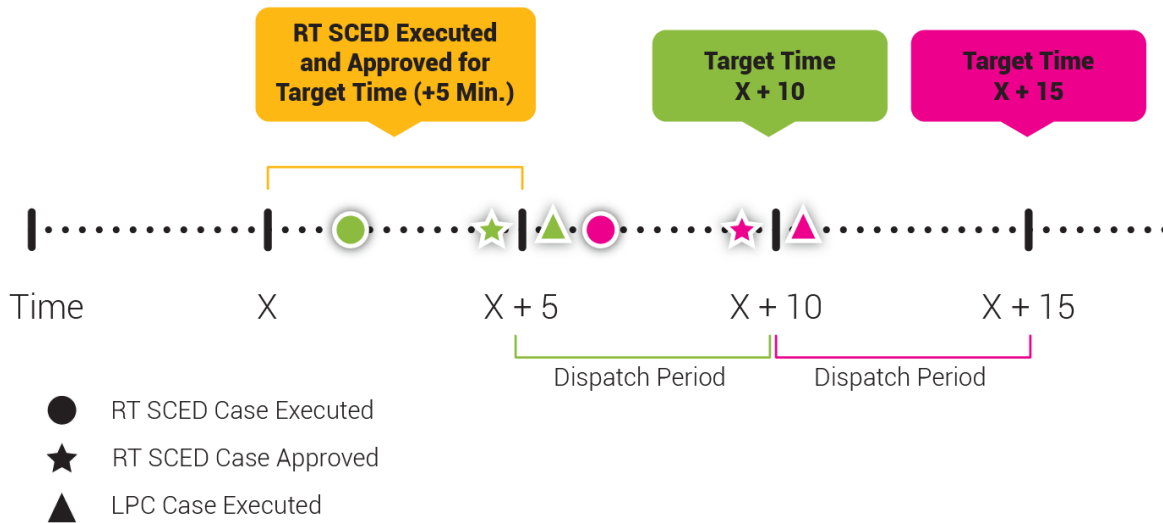 RT SCED Executed
and Approved for
Target Time (+5 Min.)
Target Time
X + 10
Target Time
X + 15
Time
X
X + 5
X + 10
X + 15
Dispatch Period
Dispatch Period
RT SCED Case Executed
RT SCED Case Approved
LPC Case Executed